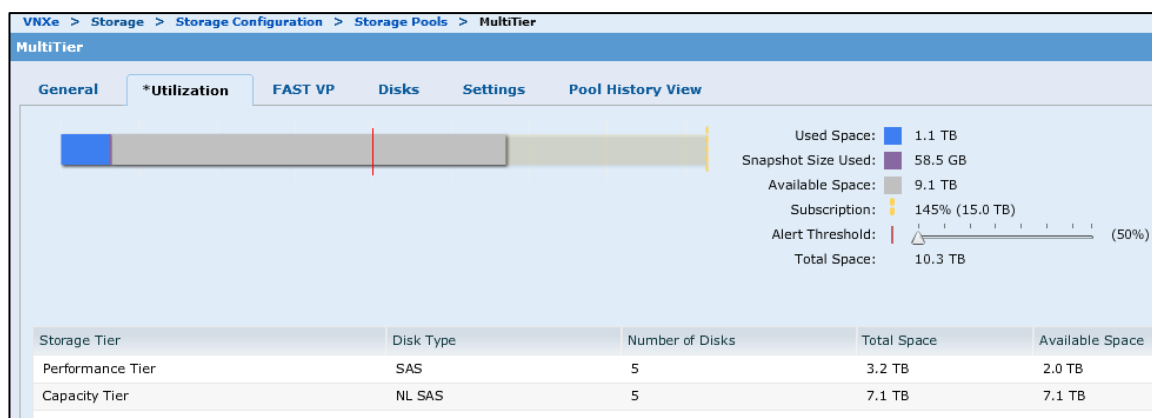 VNXe > Storage > Storage Configuration > Storage Pools > MultiTier
MultiTier
General *Utilization FAST VP Disks Settings Pool History View
Used Space: 1.1 TB
Snapshot Size Used: 58.5 GB
Available Space: 9.1 TB
Subscription: 145% (15.0 TB)
Alert Threshold: (50%)
Total Space: 10.3 TB
Storage Tier Disk Type Number of Disks Total Space Available Space
Performance Tier SAS 5 3.2 TB 2.0 TB
Capacity Tier NL SAS 5 7.1 TB 7.1 TB